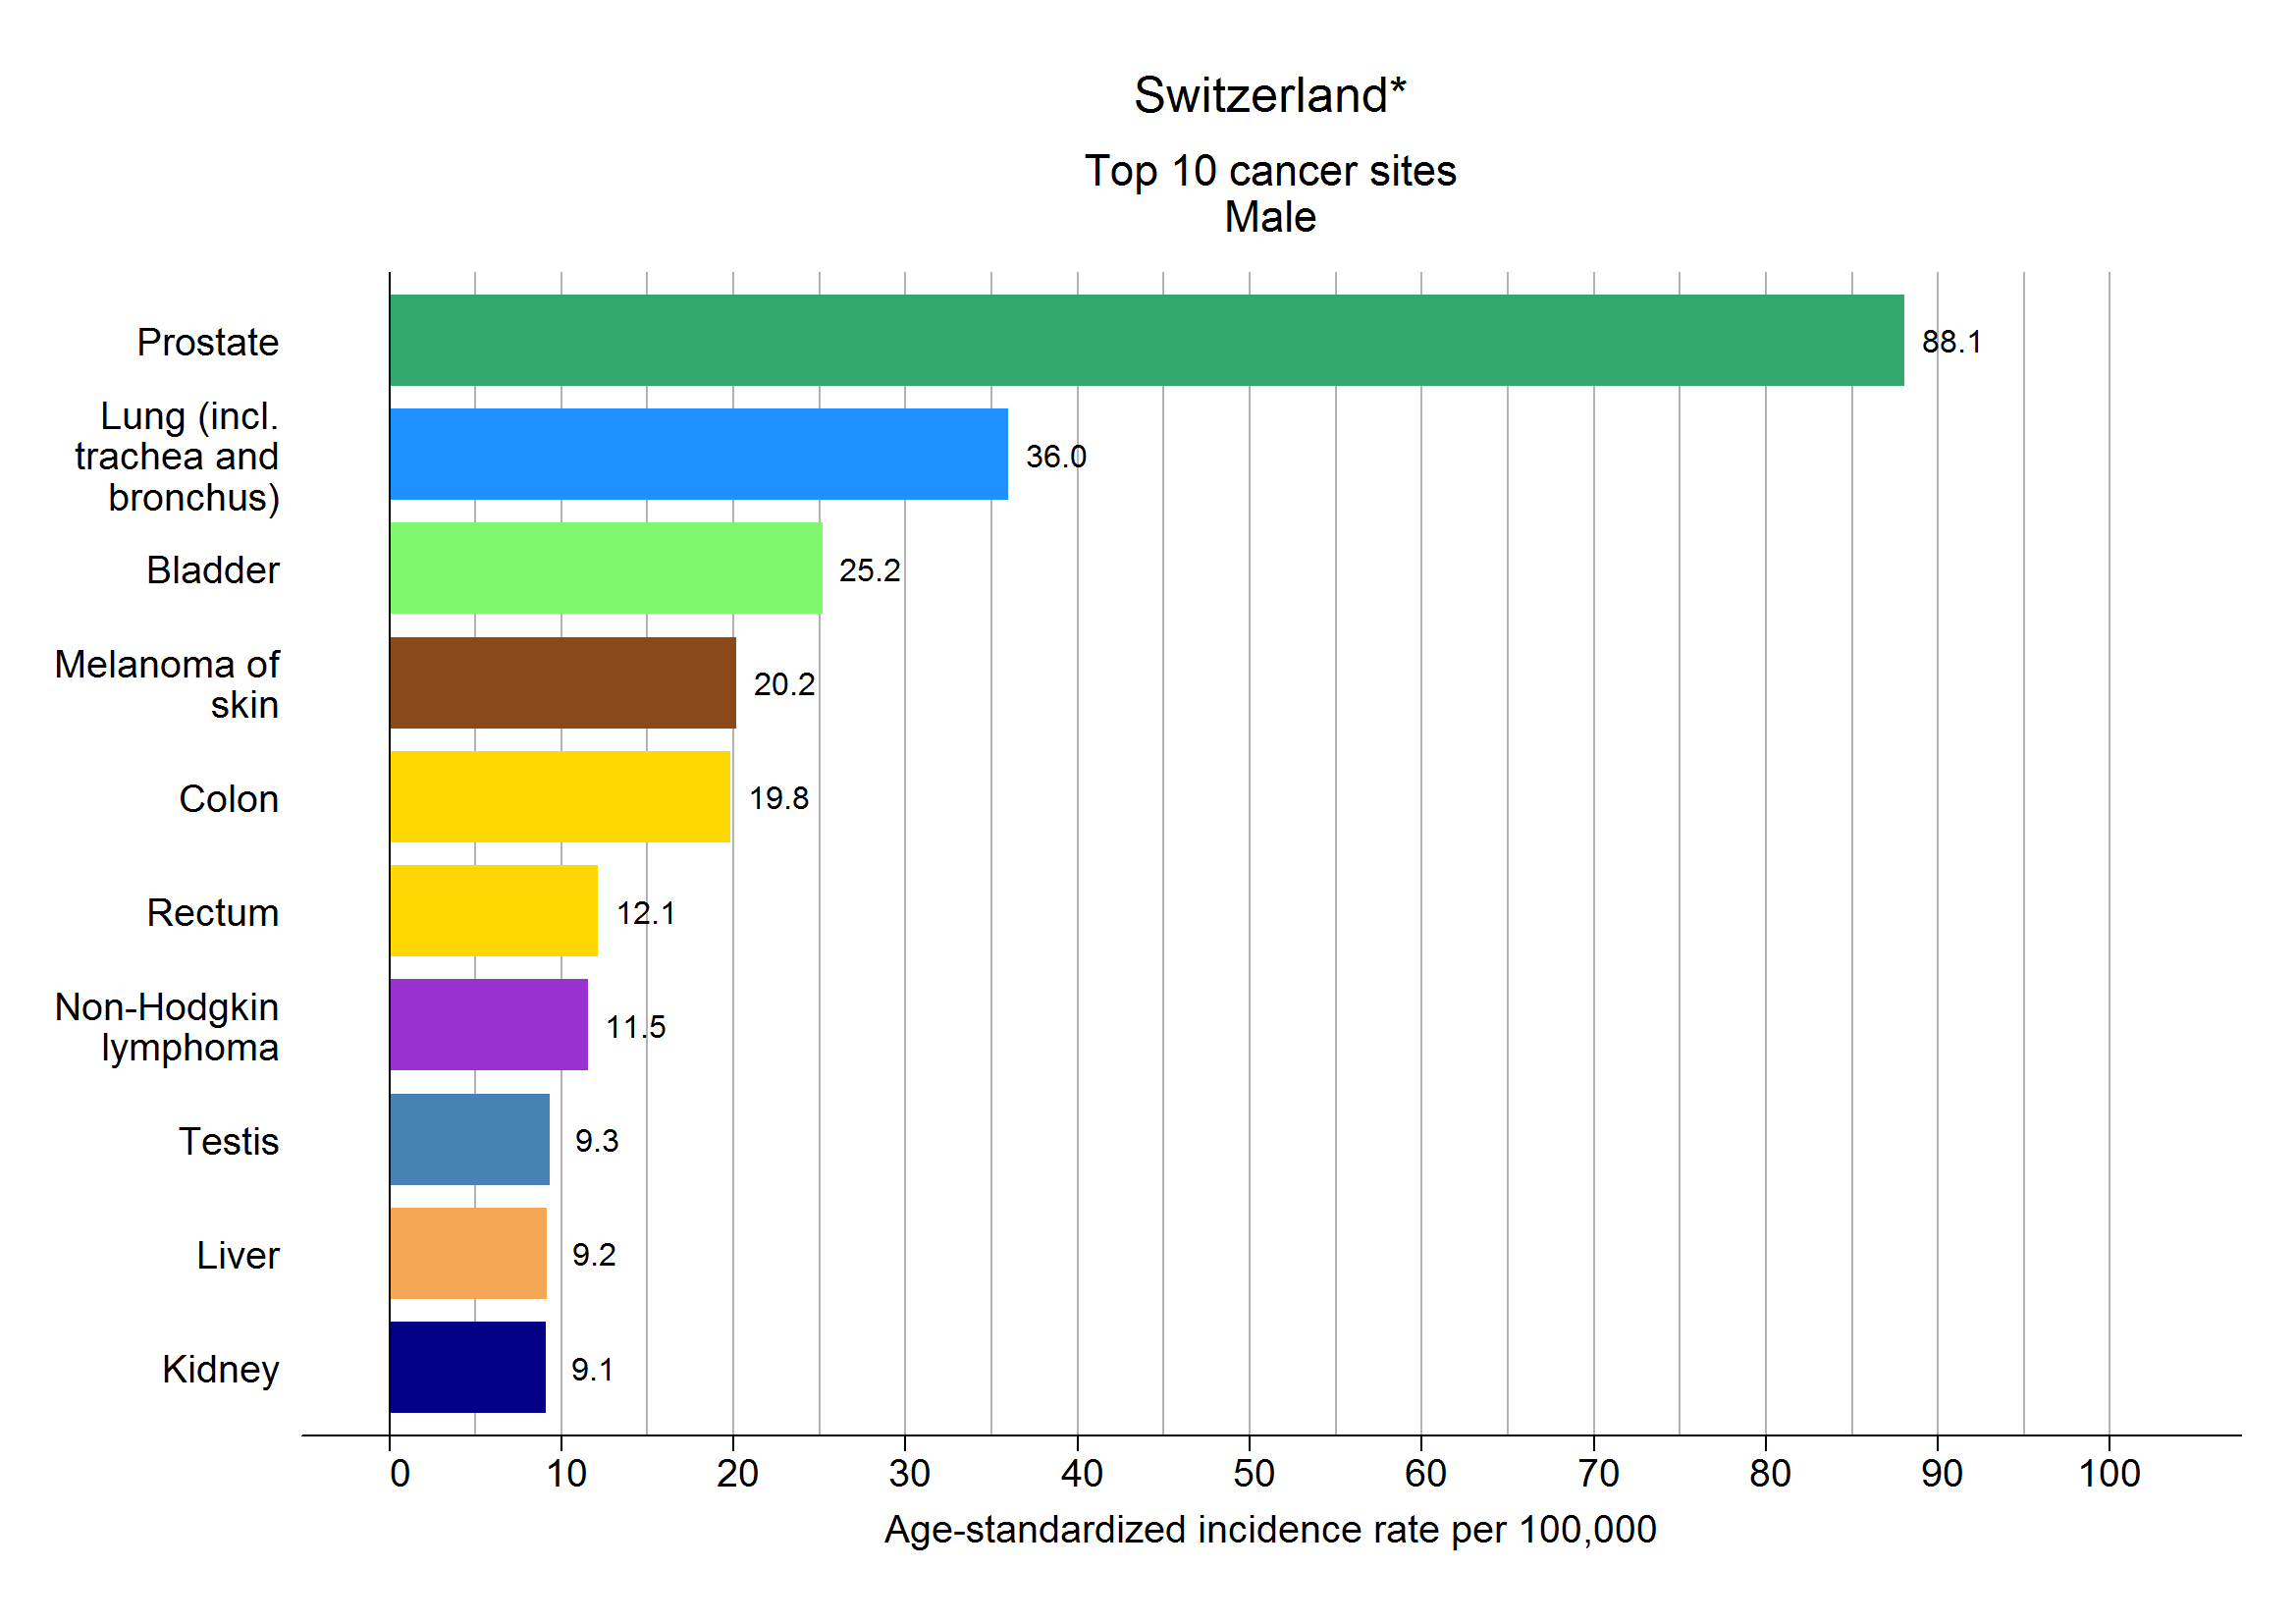 Switzerland*
Top 10 cancer sites
Male
Prostate
88.1
Lung (incl.
trachea and
bronchus)
36.0
Bladder
25.2
Melanoma of
skin
20.2
Colon
19.8
Rectum
12.1
Non-Hodgkin
lymphoma
11.5
Testis
9.3
Liver
9.2
Kidney
9.1
0 10 20 30 40 50 60 70 80 90 100
Age-standardized incidence rate per 100,000